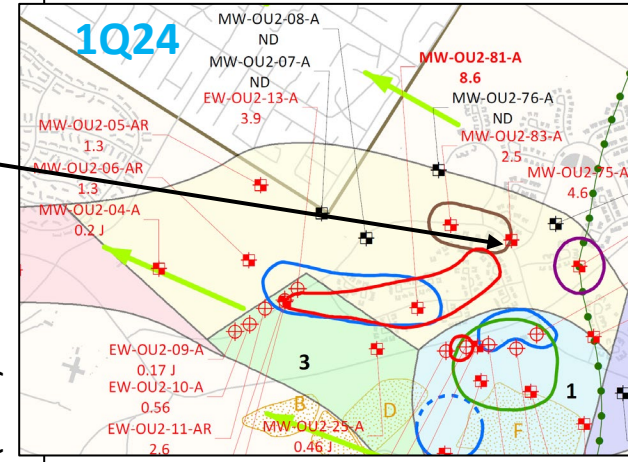 1Q24
MW-OU2-08-A
ND
MW-OU2-07-A
ND
EW-OU2-13-A
3.9
MW-OU2-81-A
8.6
MW-OU2-76-A
ND
MW-OU2-83-A
2.5
MW-OU2-75-A
4.6
MW-OU2-05-AR
1.3
MW-OU2-06-AR
1.3
MW-OU2-04-A
0.2 J
EW-OU2-09-A
0.17 J
EW-OU2-10-A
0.56
EW-OU2-11-AR
2.6
MW-OU2-25-A
0.46 J
3
1
B
D
F